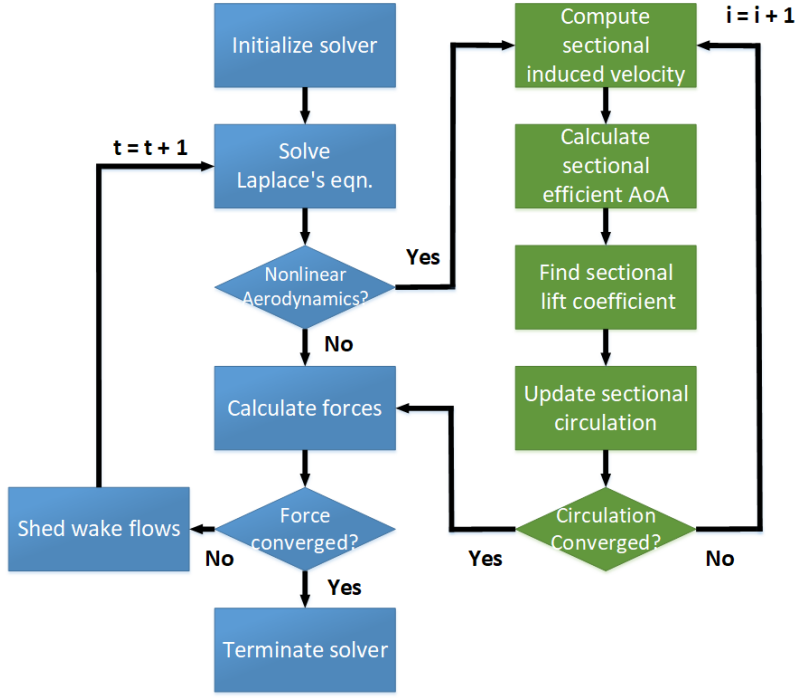 Initialize solver
t = t + 1
Solve
Laplace's eqn.
Nonlinear
Aerodynamics?
Yes
No
Calculate forces
Force
converged?
No
Yes
Shed wake flows
Terminate solver
i = i + 1
Compute
sectional
induced velocity
Calculate
sectional
efficient AoA
Find sectional
lift coefficient
Update sectional
circulation
Circulation
Converged?
Yes
No